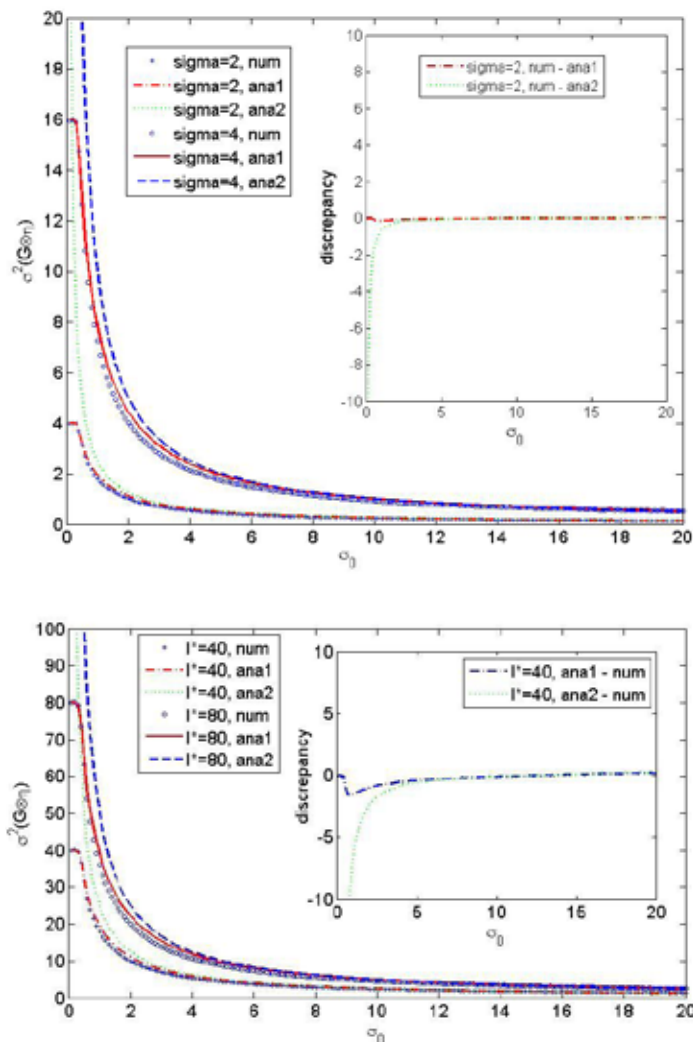 20
18
16
14
12
10
8
6
4
2
0
σ²(G⊗η)
sigma=2, num
sigma=2, ana1
sigma=2, ana2
sigma=4, num
sigma=4, ana1
sigma=4, ana2
10
8
6
4
2
0
-2
-4
-6
-8
-10
discrepancy
sigma=2, num - ana1
sigma=2, num - ana2
0 5 10 15 20
σ₀
0 2 4 6 8 10 12 14 16 18 20
σ₀
100
90
80
70
60
50
40
30
20
10
0
σ²(G⊗η)
I*=40, num
I*=40, ana1
I*=40, ana2
I*=80, num
I*=80, ana1
I*=80, ana2
10
5
0
-5
-10
discrepancy
I*=40, ana1 - num
I*=40, ana2 - num
0 5 10 15 20
σ₀
0 2 4 6 8 10 12 14 16 18 20
σ₀